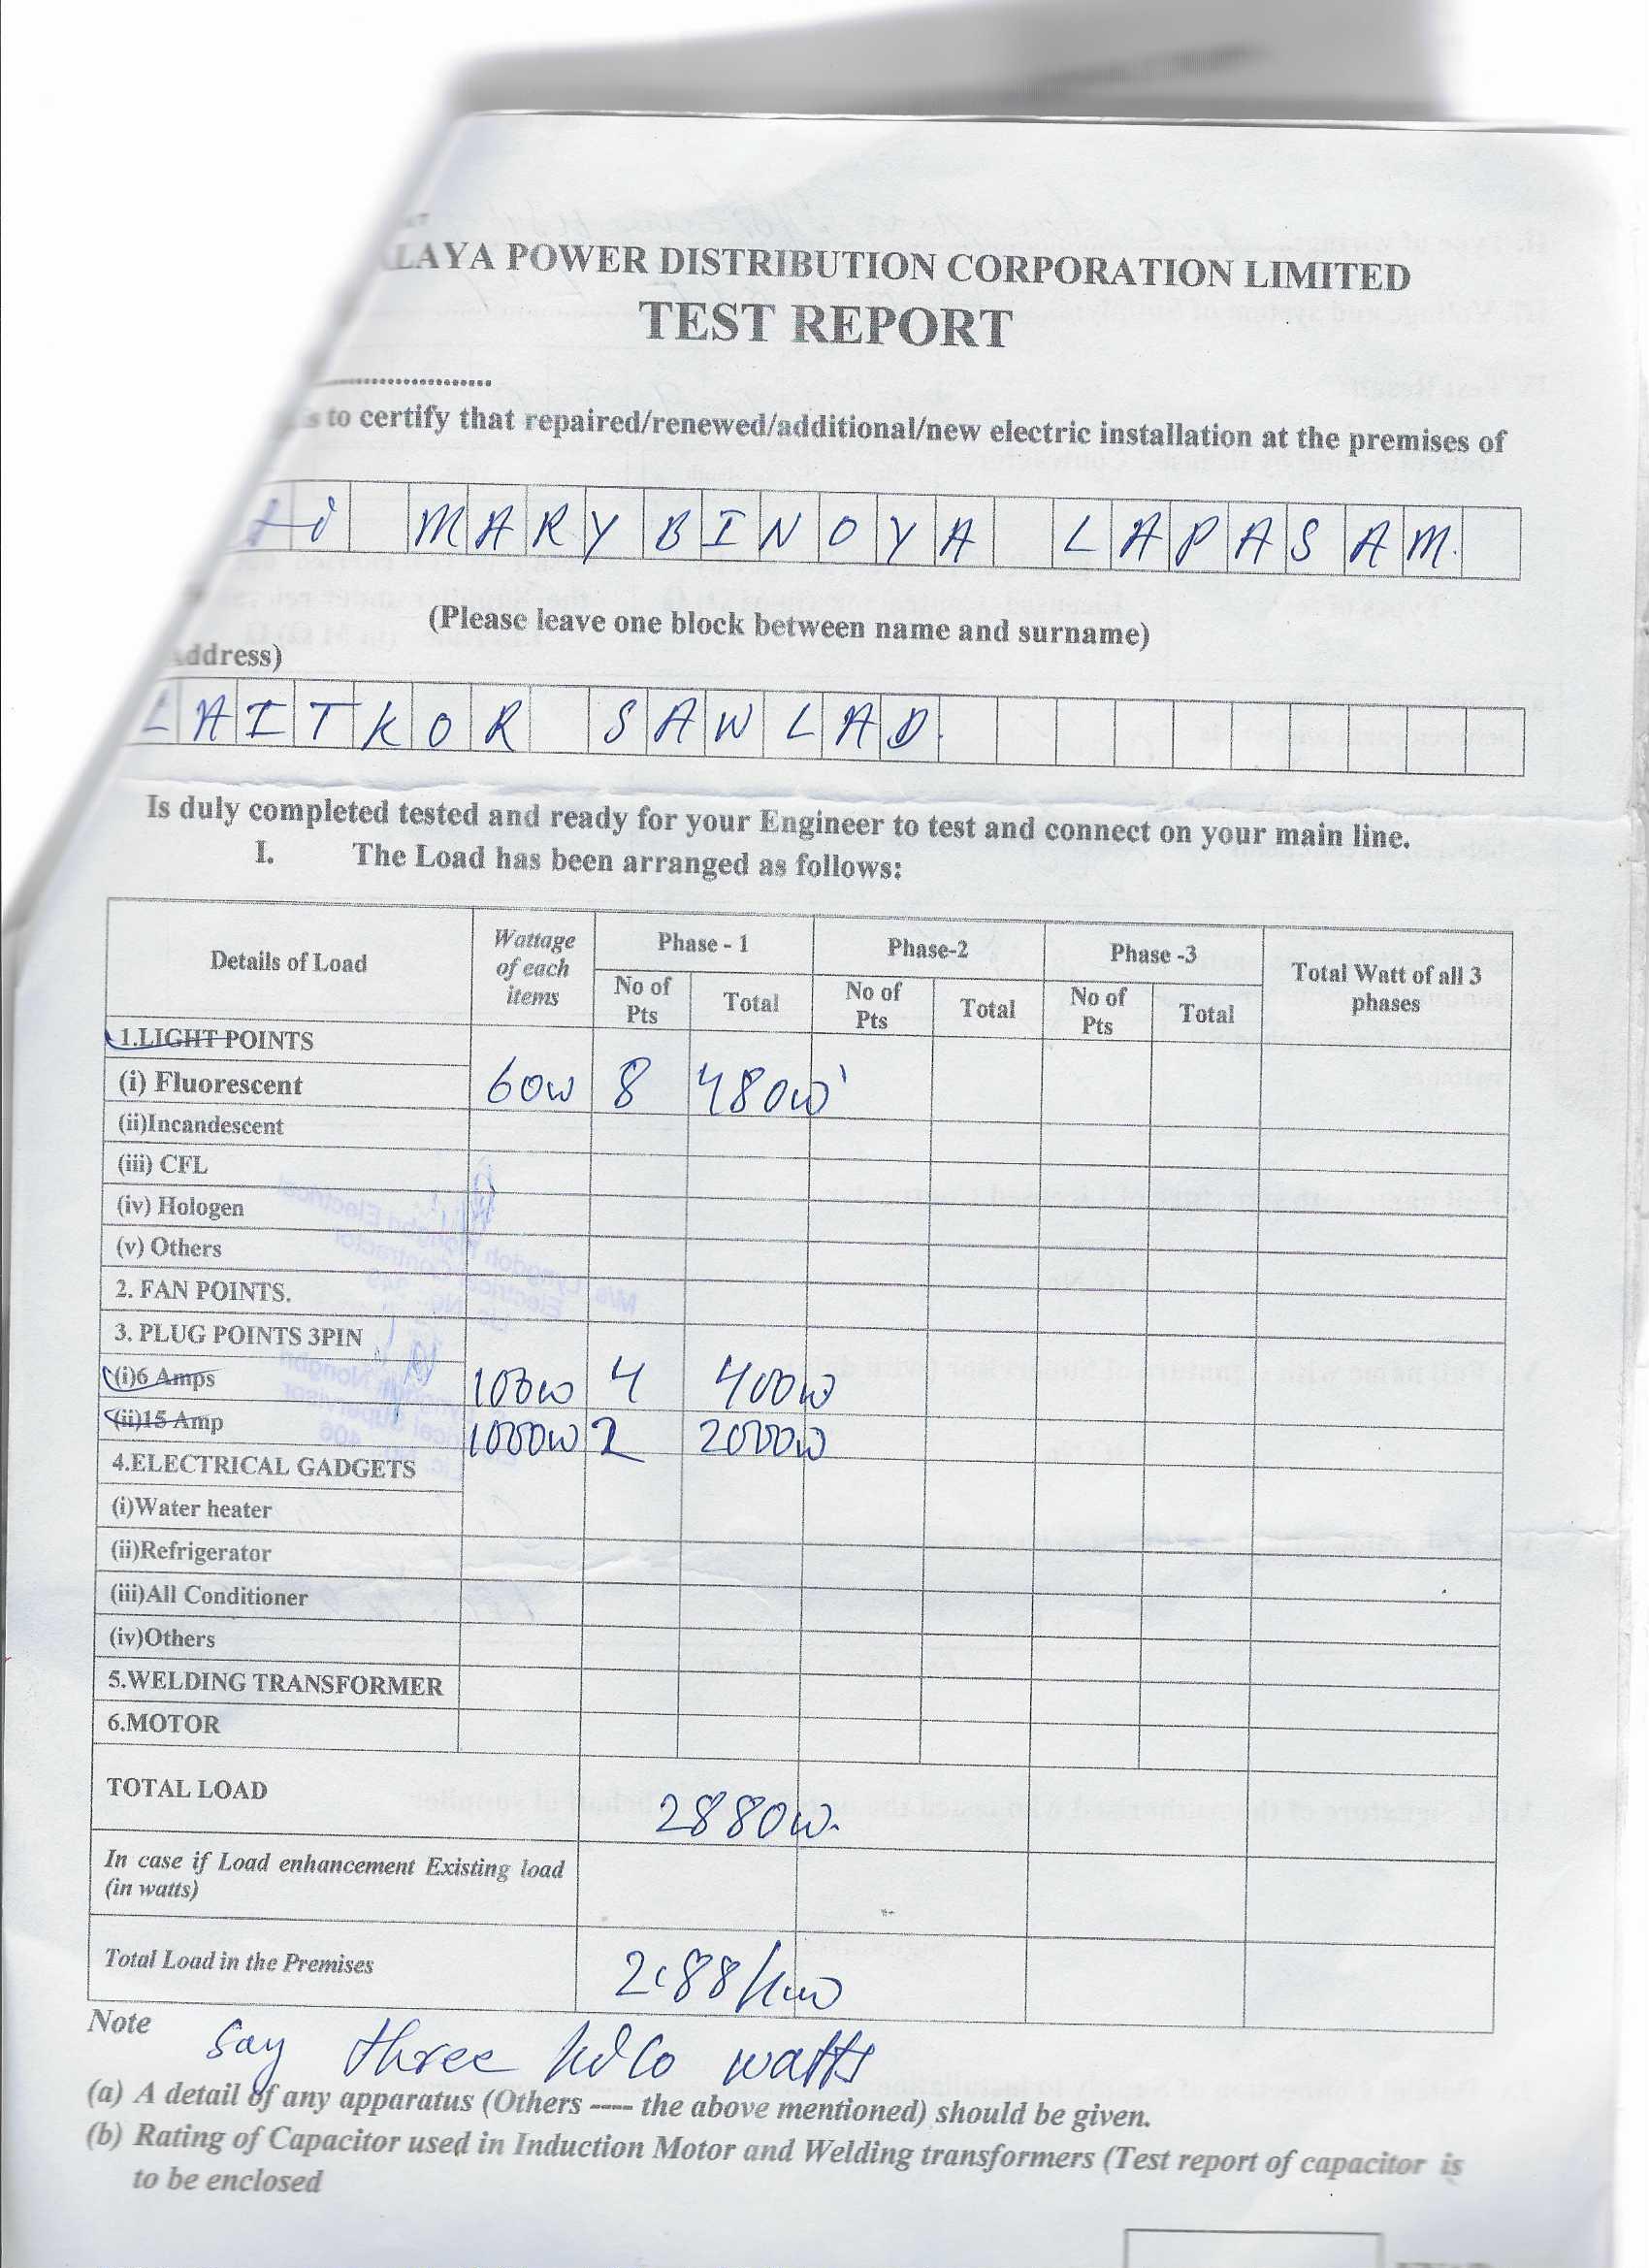 LAYA POWER DISTRIBUTION CORPORATION LIMITED
TEST REPORT
to certify that repaired/renewed/additional/new electric installation at the premises of
MARY BINOYA LAPASAM.
(Please leave one block between name and surname)
ddress)
LAITKOR SAWLAD.
Is duly completed tested and ready for your Engineer to test and connect on your main line.
I. The Load has been arranged as follows:
Details of Load Wattage of each items Phase - 1 Phase-2 Phase -3 Total Watt of all 3 phases
No of Pts Total No of Pts Total No of Pts Total
1.LIGHT POINTS
(i) Fluorescent 60w 8 480w
(ii)Incandescent
(iii) CFL
(iv) Hologen
(v) Others
2. FAN POINTS.
3. PLUG POINTS 3PIN
(i)6 Amps 100w 4 400w
(ii)15 Amp 1000w 2 2000w
4.ELECTRICAL GADGETS
(i)Water heater
(ii)Refrigerator
(iii)All Conditioner
(iv)Others
5.WELDING TRANSFORMER
6.MOTOR
TOTAL LOAD 2880w.
In case if Load enhancement Existing load
(in watts)
Total Load in the Premises 2.88/kw
Note
say three kilo watts
(a) A detail of any apparatus (Others ---- the above mentioned) should be given.
(b) Rating of Capacitor used in Induction Motor and Welding transformers (Test report of capacitor is
to be enclosed